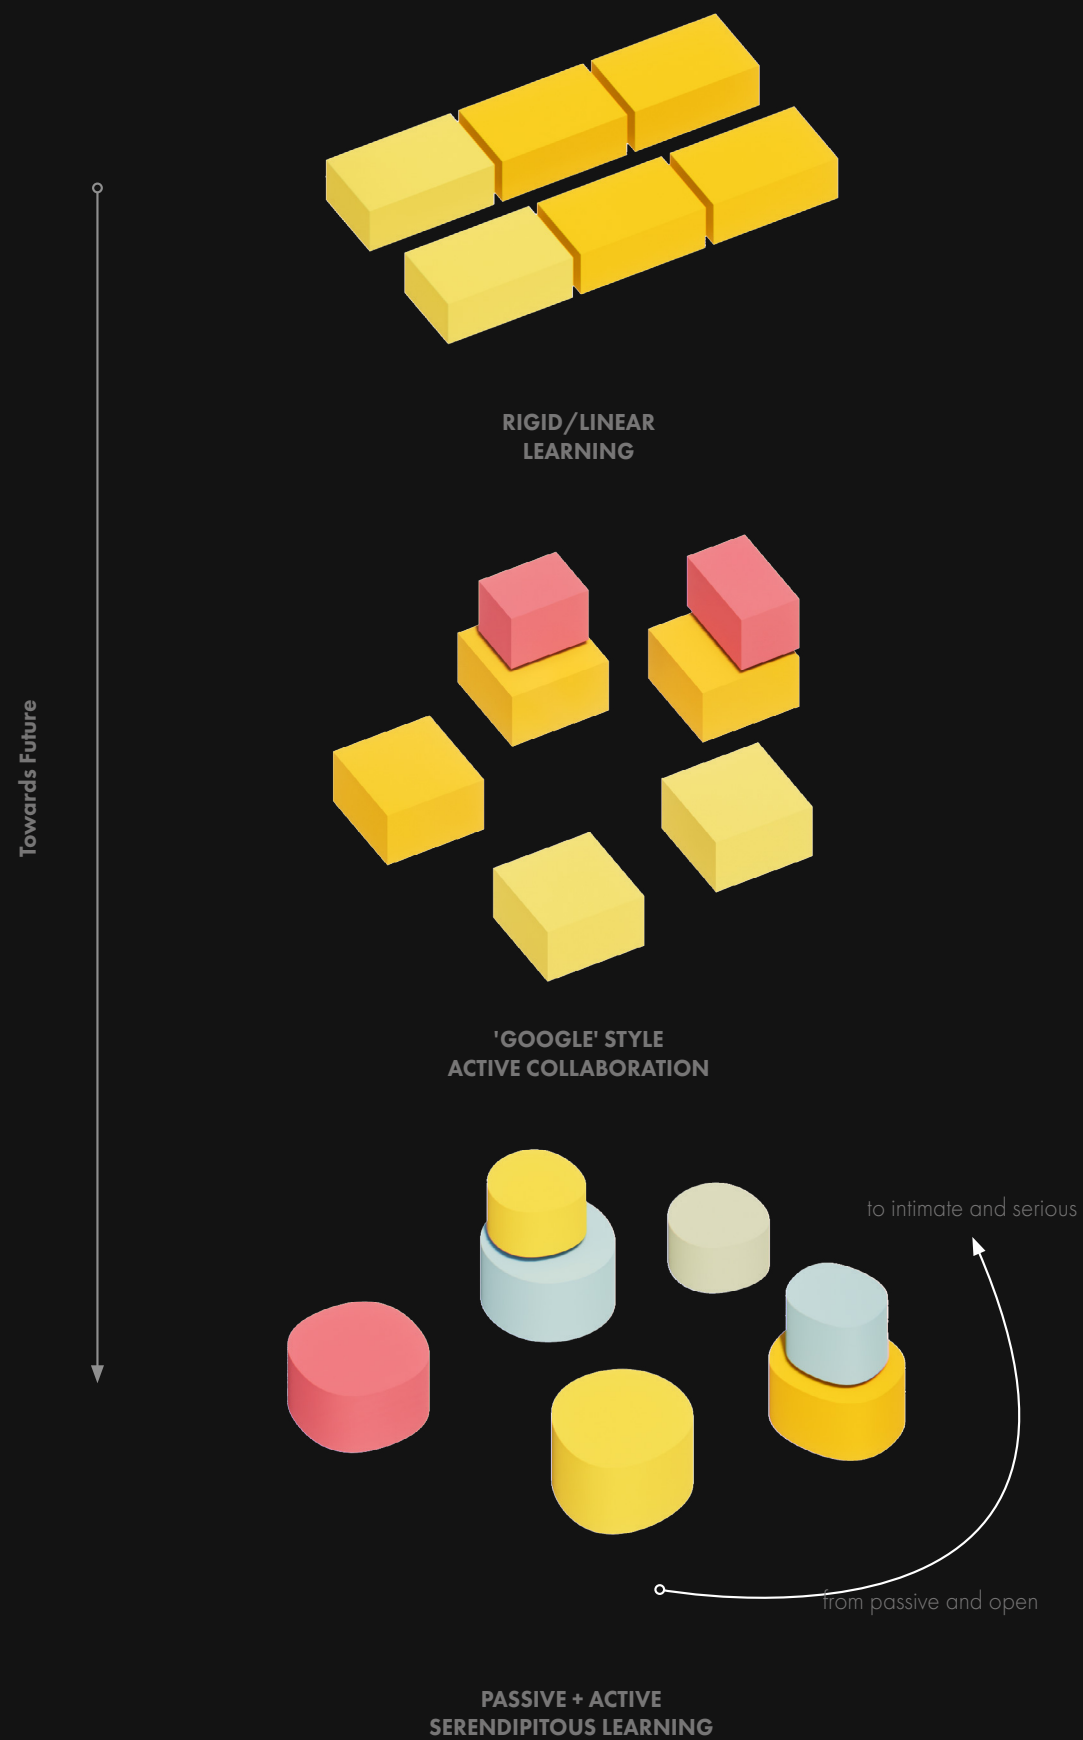 RIGID/LINEAR
LEARNING
Towards Future
'GOOGLE' STYLE
ACTIVE COLLABORATION
to intimate and serious
from passive and open
PASSIVE + ACTIVE
SERENDIPITOUS LEARNING